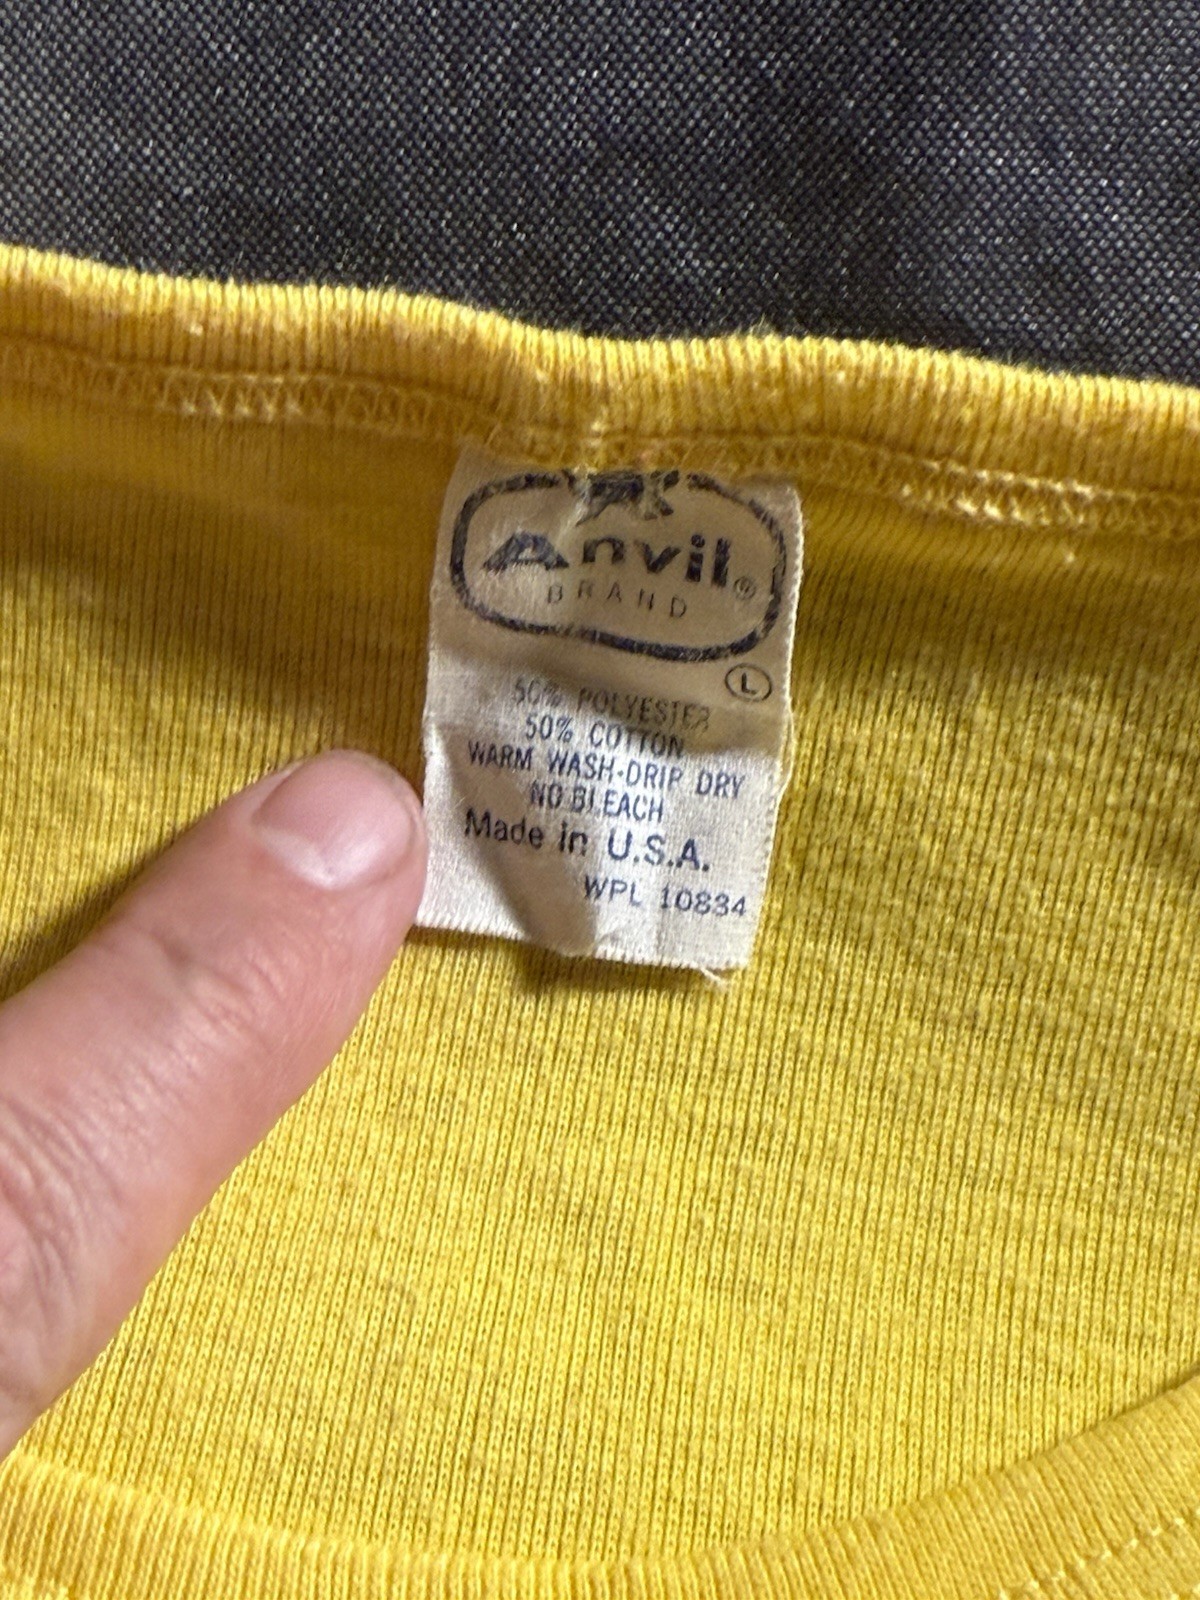 Anvil®
BRAND
L
50% POLYESTER
50% COTTON
WARM WASH-DRIP DRY
NO BLEACH
Made in U.S.A.
WPL 10834